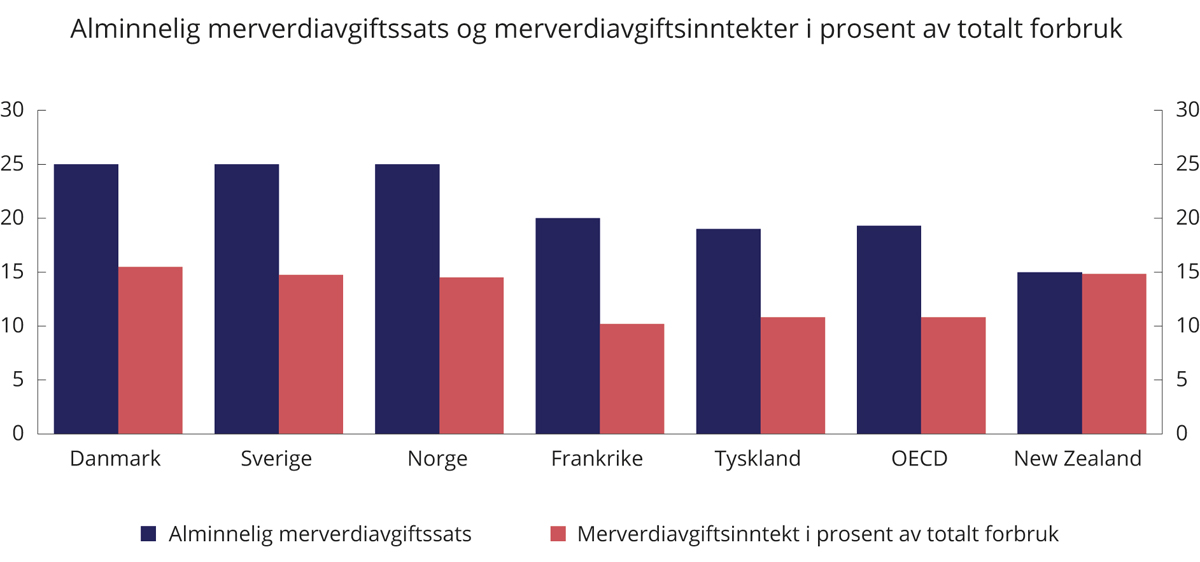 Alminnelig merverdiavgiftssats og merverdiavgiftsinntekter i prosent av totalt forbruk
30 30
25 25
20 20
15 15
10 10
5 5
0 0
Danmark Sverige Norge Frankrike Tyskland OECD New Zealand
Alminnelig merverdiavgiftssats Merverdiavgiftsinntekt i prosent av totalt forbruk